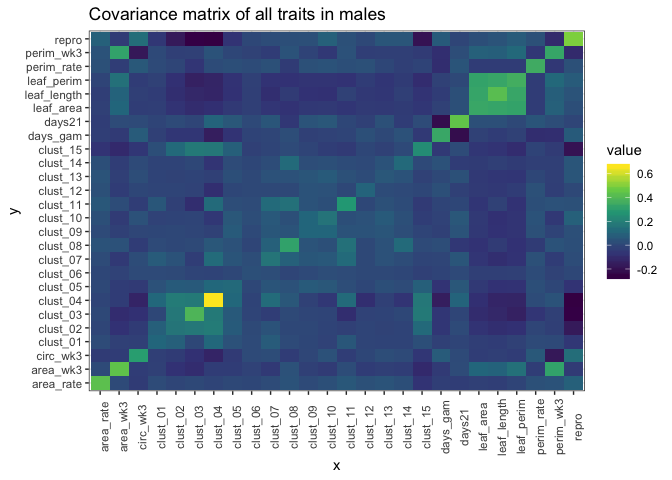 Covariance matrix of all traits in males
repro
perim_wk3
perim_rate
leaf_perim
leaf_length
leaf_area
days21
days_gam
clust_15
clust_14
clust_13
clust_12
clust_11
clust_10
clust_09
clust_08
clust_07
clust_06
clust_05
clust_04
clust_03
clust_02
clust_01
circ_wk3
area_wk3
area_rate
y
value
0.6
0.4
0.2
0.0
-0.2
area_rate
area_wk3
circ_wk3
clust_01
clust_02
clust_03
clust_04
clust_05
clust_06
clust_07
clust_08
clust_09
clust_10
clust_11
clust_12
clust_13
clust_14
clust_15
days_gam
days21
leaf_area
leaf_length
leaf_perim
perim_rate
perim_wk3
repro
x